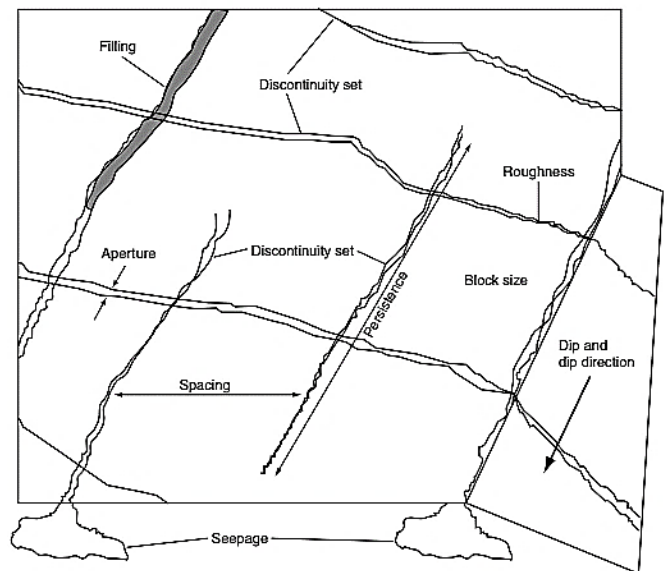 Filling
Discontinuity set
Roughness
Aperture
Discontinuity set
Block size
Persistence
Dip and
dip direction
Spacing
Seepage